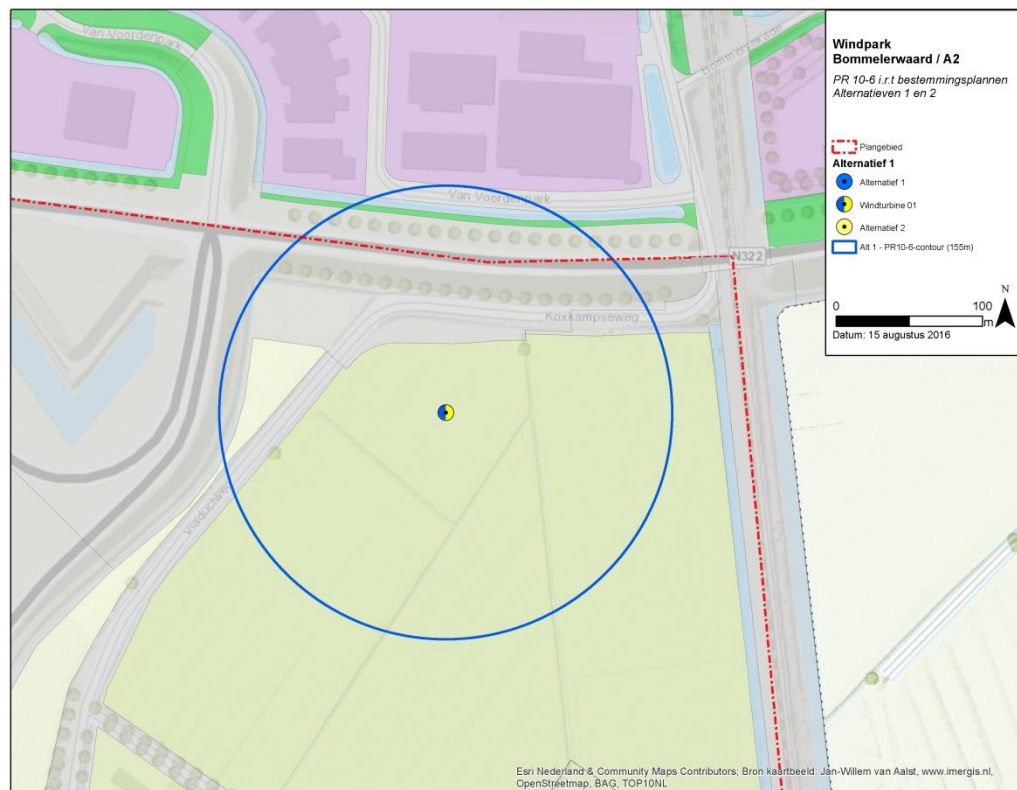 Windpark
Bommelerwaard / A2
PR 10-6 i.r.t bestemmingsplannen
Alternatieven 1 en 2
Plangebied
Alternatief 1
Alternatief 1
Windturbine 01
Alternatief 2
Alt 1 - PR10-6-contour (155m)
N
0 100
m
Datum: 15 augustus 2016
Van Voordenpark
Bommelsekade
Van Voordenpark
N322
Koxkampseweg
Viaductweg
Esri Nederland & Community Maps Contributors; Bron kaartbeeld: Jan-Willem van Aalst, www.imergis.nl,
OpenStreetmap, BAG, TOP10NL